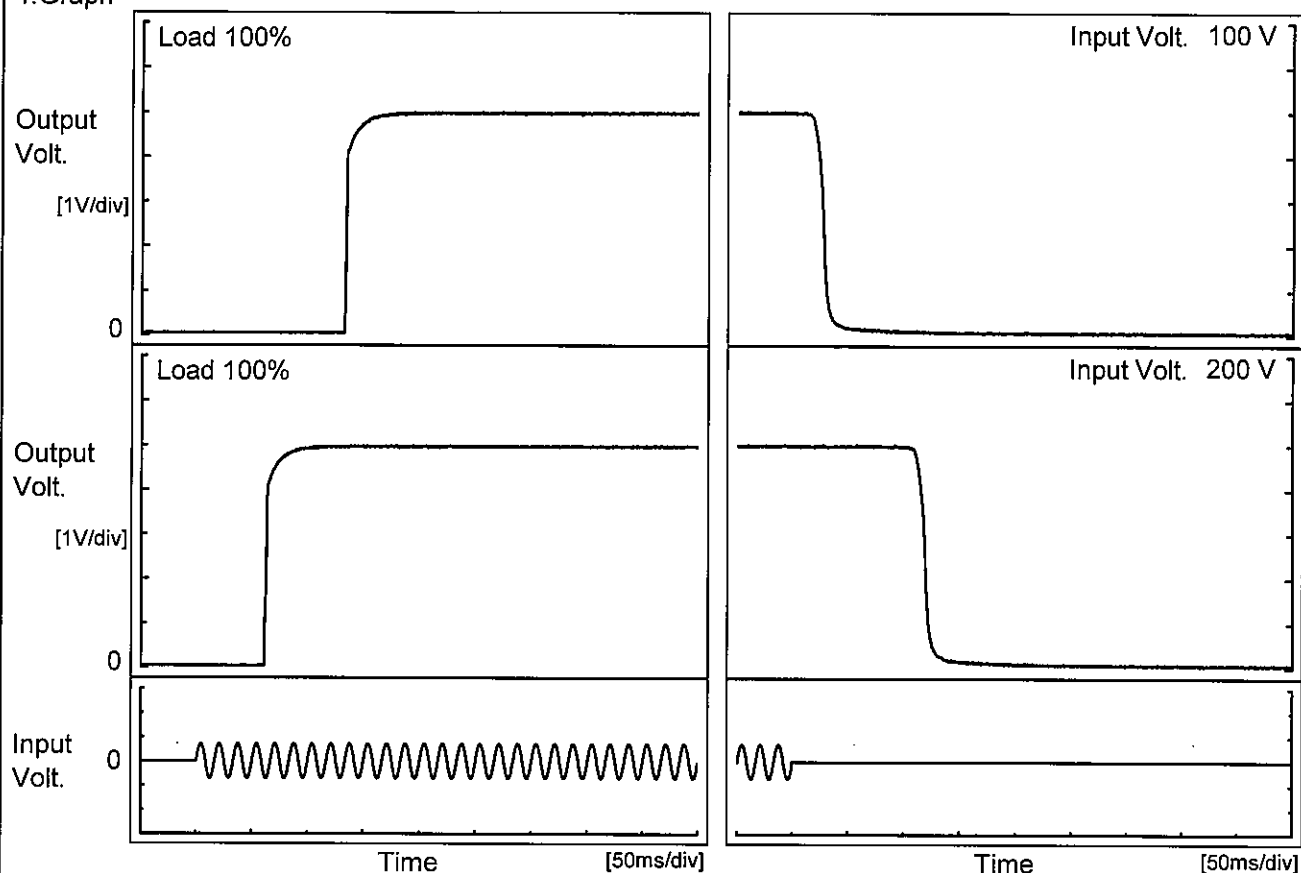 1.Graph
Load 100%
Input Volt. 100 V
Output
Volt.
[1V/div]
0
Load 100%
Input Volt. 200 V
Output
Volt.
[1V/div]
0
Input
Volt.
0
Time
[50ms/div]
Time
[50ms/div]